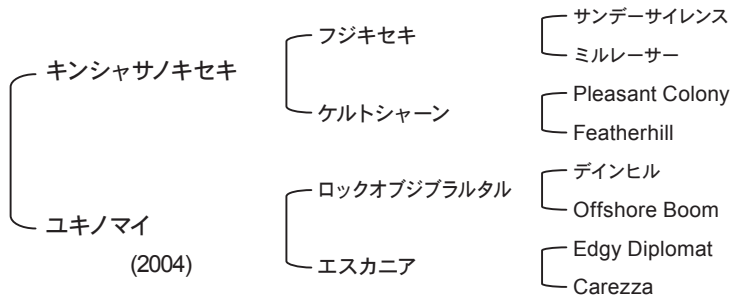 サンデーサイレンス
フジキセキ
ミルレーサー
キンシャサノキセキ
Pleasant Colony
ケルトシャーン
Featherhill
デインヒル
ロックオブジブラルタル
Offshore Boom
ユキノマイ
(2004)
Edgy Diplomat
エスカニア
Carezza